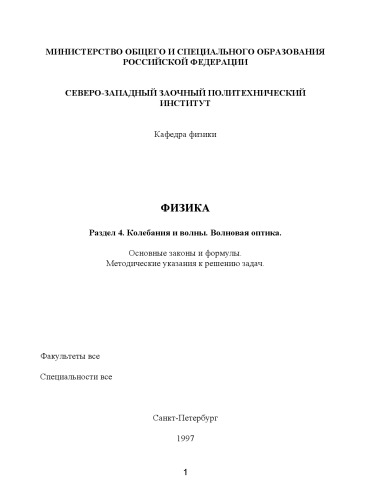 МИНИСТЕРСТВО ОБЩЕГО И СПЕЦИАЛЬНОГО ОБРАЗОВАНИЯ
РОССИЙСКОЙ ФЕДЕРАЦИИ
СЕВЕРО-ЗАПАДНЫЙ ЗАОЧНЫЙ ПОЛИТЕХНИЧЕСКИЙ
ИНСТИТУТ
Кафедра физики
ФИЗИКА
Раздел 4. Колебания и волны. Волновая оптика.
Основные законы и формулы.
Методические указания к решению задач.
Факультеты все
Специальности все
Санкт-Петербург
1997
1